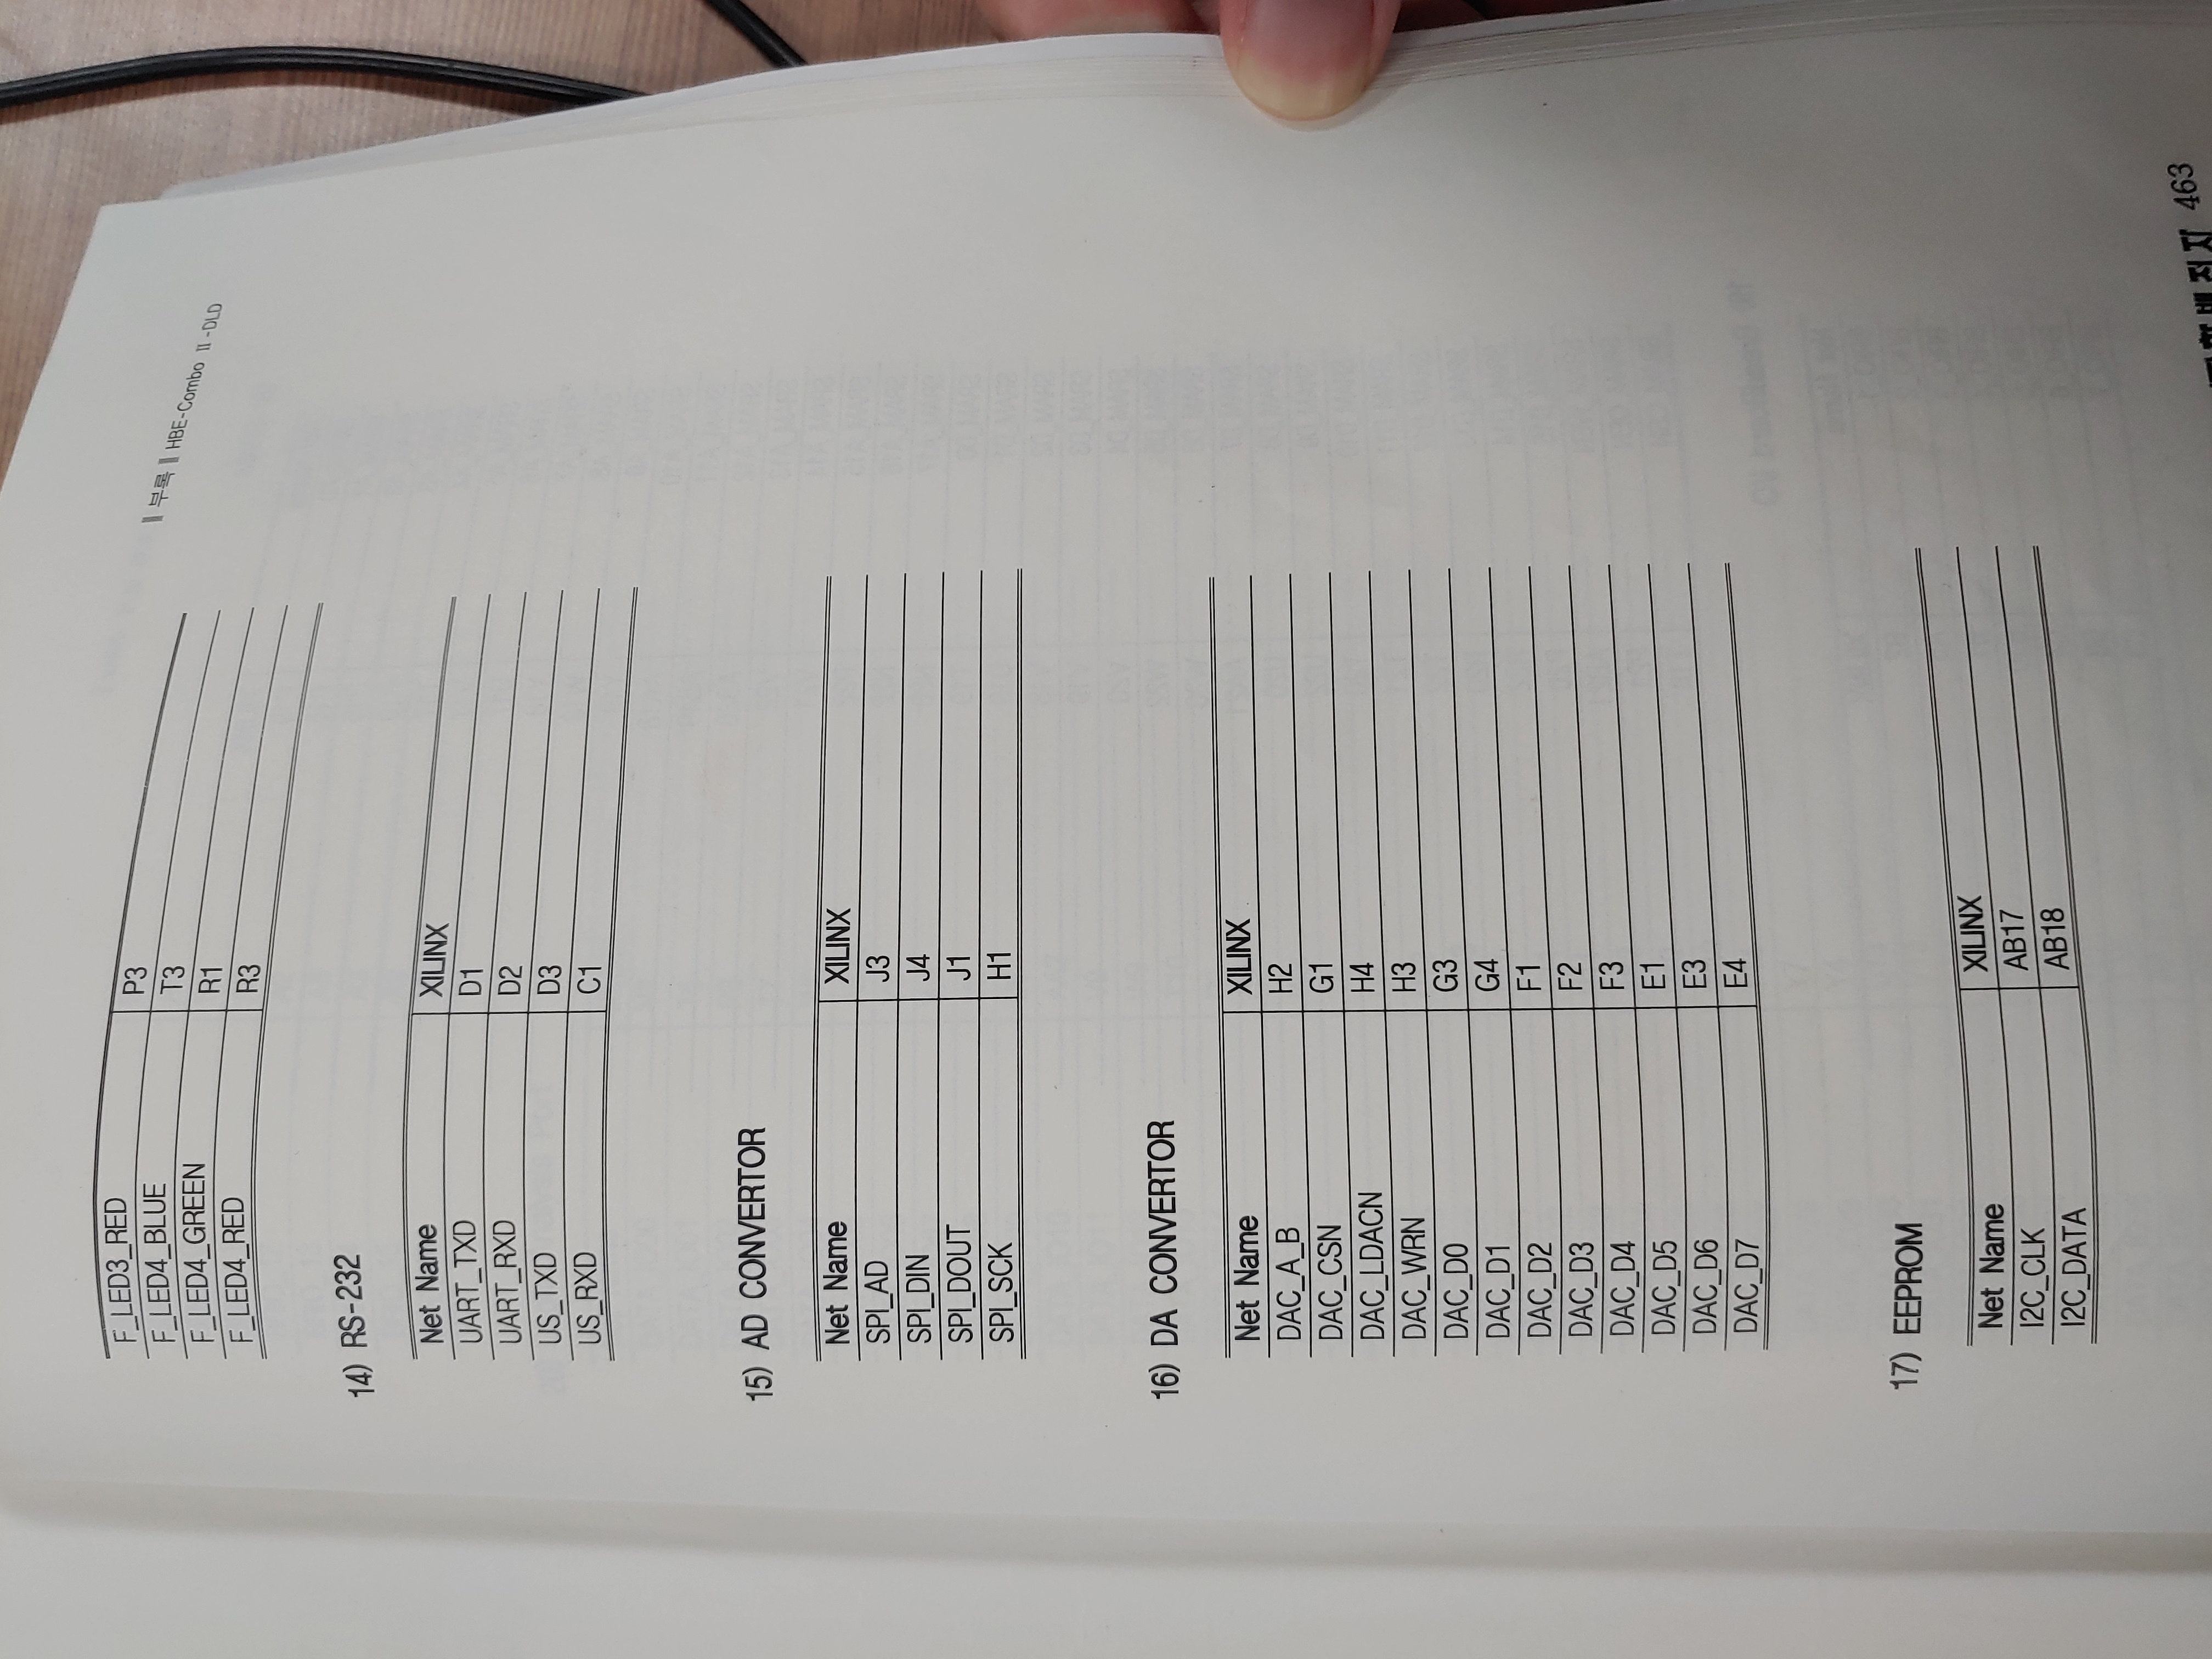 ‖ 부록 ‖ HBE-Combo Ⅱ-DLD
F_LED3_RED P3
F_LED4_BLUE T3
F_LED4_GREEN R1
F_LED4_RED R3
14) RS-232
Net Name XILINX
UART_TXD D1
UART_RXD D2
US_TXD D3
US_RXD C1
15) AD CONVERTOR
Net Name XILINX
SPI_AD J3
SPI_DIN J4
SPI_DOUT J1
SPI_SCK H1
16) DA CONVERTOR
Net Name XILINX
DAC_A_B H2
DAC_CSN G1
DAC_LDACN H4
DAC_WRN H3
DAC_D0 G3
DAC_D1 G4
DAC_D2 F1
DAC_D3 F2
DAC_D4 F3
DAC_D5 E1
DAC_D6 E3
DAC_D7 E4
17) EEPROM
Net Name XILINX
I2C_CLK AB17
I2C_DATA AB18
463